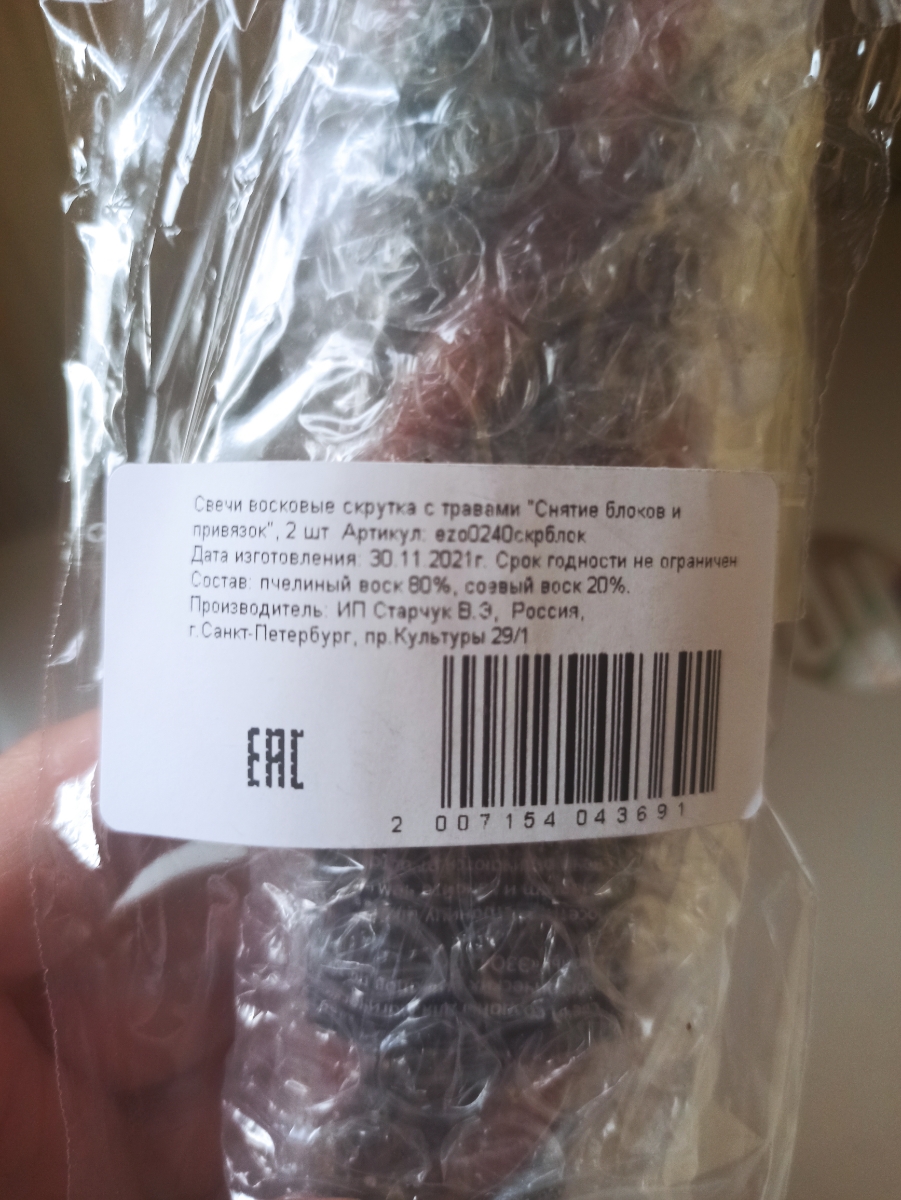 Свечи восковые скрутка с травами "Снятие блоков и
привязок", 2 шт Артикул: ezo0240скрблок
Дата изготовления: 30.11.2021г. Срок годности не ограничен
Состав: пчелиный воск 80%, соевый воск 20%.
Производитель: ИП Старчук В.Э, Россия,
г.Санкт-Петербург, пр.Культуры 29/1
EAC
2 007154 043691